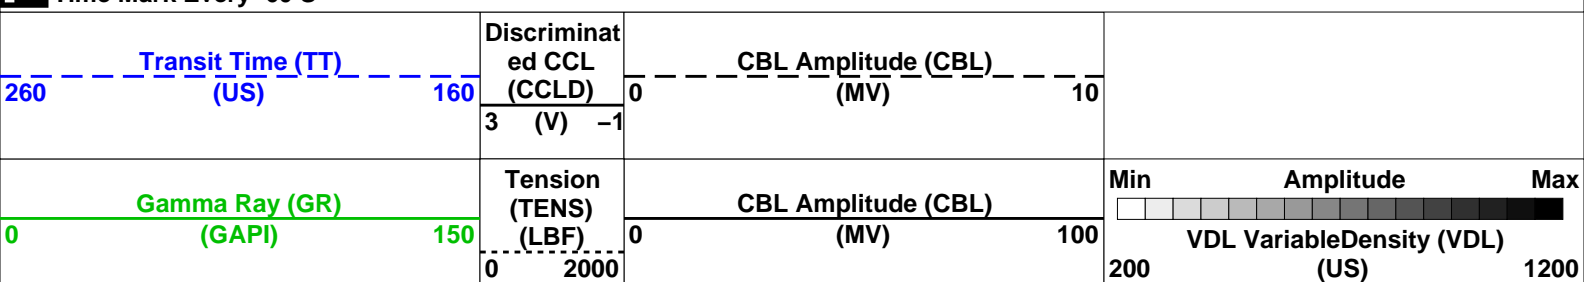 Time Mark Every 60 S
Transit Time (TT)
260 (US) 160
Discriminat
ed CCL
(CCLD)
3 (V) −1
CBL Amplitude (CBL)
0 (MV) 10
Gamma Ray (GR)
0 (GAPI) 150
Tension
(TENS)
(LBF)
0 2000
CBL Amplitude (CBL)
0 (MV) 100
Min Amplitude Max
VDL VariableDensity (VDL)
200 (US) 1200